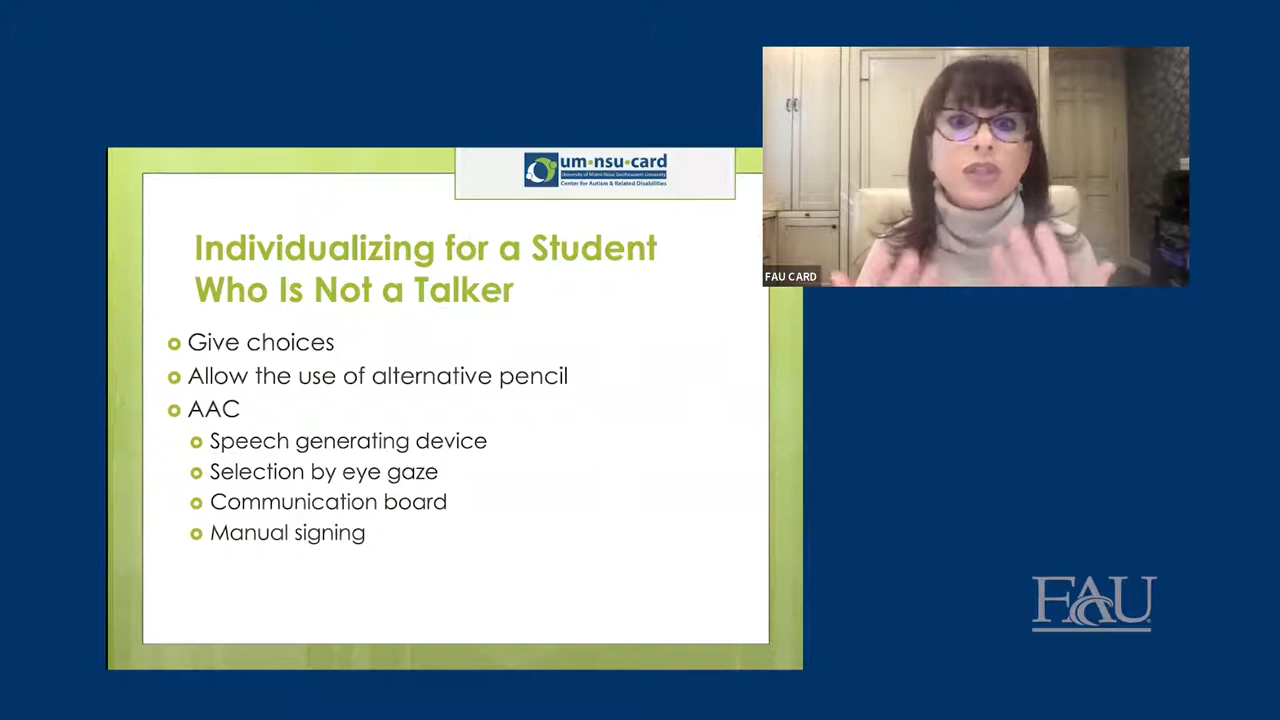 um•nsu•card
University of Miami-Nova Southeastern University
Center for Autism & Related Disabilities
Individualizing for a Student
Who Is Not a Talker
Give choices
Allow the use of alternative pencil
AAC
Speech generating device
Selection by eye gaze
Communication board
Manual signing
FAU CARD
FAU